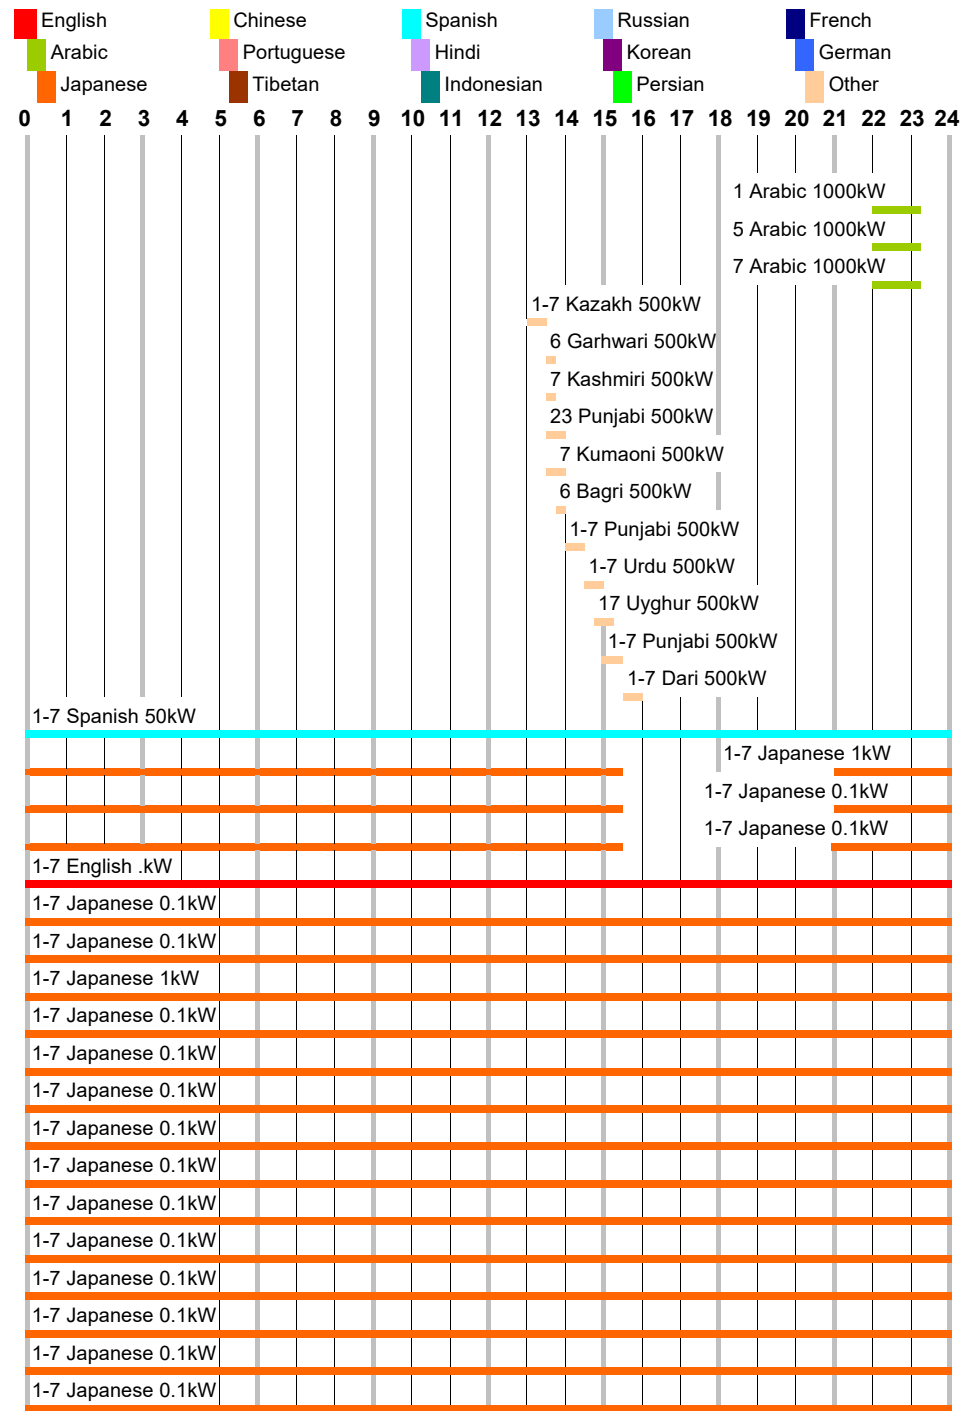 English Chinese Spanish Russian French
Arabic Portuguese Hindi Korean German
Japanese Tibetan Indonesian Persian Other
0 1 2 3 4 5 6 7 8 9 10 11 12 13 14 15 16 17 18 19 20 21 22 23 24
1 Arabic 1000kW
5 Arabic 1000kW
7 Arabic 1000kW
1-7 Kazakh 500kW
6 Garhwari 500kW
7 Kashmiri 500kW
23 Punjabi 500kW
7 Kumaoni 500kW
6 Bagri 500kW
1-7 Punjabi 500kW
1-7 Urdu 500kW
17 Uyghur 500kW
1-7 Punjabi 500kW
1-7 Dari 500kW
1-7 Spanish 50kW
1-7 Japanese 1kW
1-7 Japanese 0.1kW
1-7 Japanese 0.1kW
1-7 English .kW
1-7 Japanese 0.1kW
1-7 Japanese 0.1kW
1-7 Japanese 1kW
1-7 Japanese 0.1kW
1-7 Japanese 0.1kW
1-7 Japanese 0.1kW
1-7 Japanese 0.1kW
1-7 Japanese 0.1kW
1-7 Japanese 0.1kW
1-7 Japanese 0.1kW
1-7 Japanese 0.1kW
1-7 Japanese 0.1kW
1-7 Japanese 0.1kW
1-7 Japanese 0.1kW